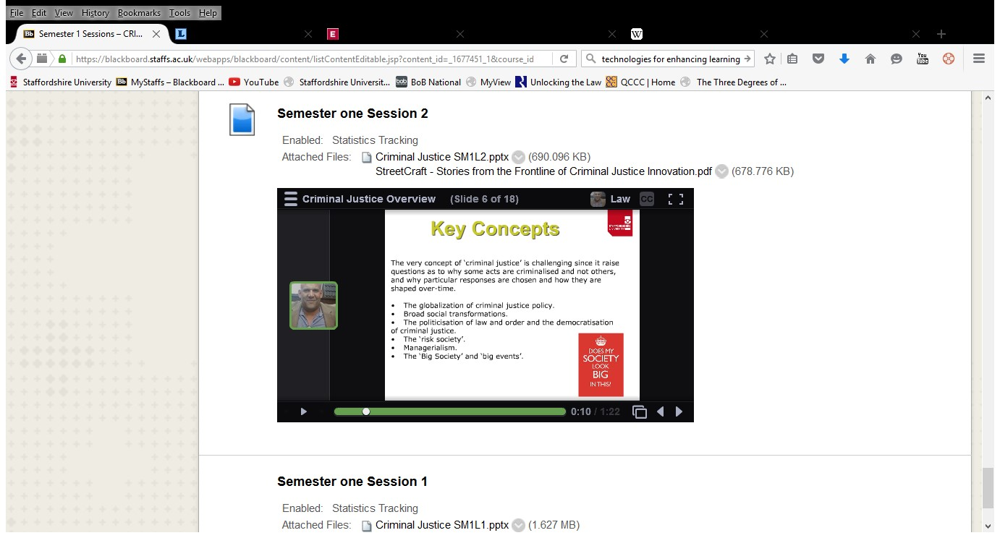 File Edit View History Bookmarks Tools Help
Bb Semester 1 Sessions – CRI... L E W
https://blackboard.staffs.ac.uk/webapps/blackboard/content/listContentEditable.jsp?content_id=_1677451_1&course_id technologies for enhancing learning You Tube
Staffordshire University Bb MyStaffs – Blackboard ... YouTube Staffordshire Universit... bob BoB National MyView Unlocking the Law QC CC QCCC | Home The Three Degrees of ...
Semester one Session 2
Enabled: Statistics Tracking
Attached Files: Criminal Justice SM1L2.pptx (690.096 KB)
StreetCraft - Stories from the Frontline of Criminal Justice Innovation.pdf (678.776 KB)
Criminal Justice Overview (Slide 6 of 18) Law CC
Key Concepts
STAFFORDSHIRE UNIVERSITY
The very concept of ‘criminal justice’ is challenging since it raise
questions as to why some acts are criminalised and not others,
and why particular responses are chosen and how they are
shaped over-time.
• The globalization of criminal justice policy.
• Broad social transformations.
• The politicisation of law and order and the democratisation
of criminal justice.
• The ‘risk society’.
• Managerialism.
• The ‘Big Society’ and ‘big events’.
DOES MY
SOCIETY
LOOK
BIG
IN THIS!
0:10 / 1:22
Semester one Session 1
Enabled: Statistics Tracking
Attached Files: Criminal Justice SM1L1.pptx (1.627 MB)